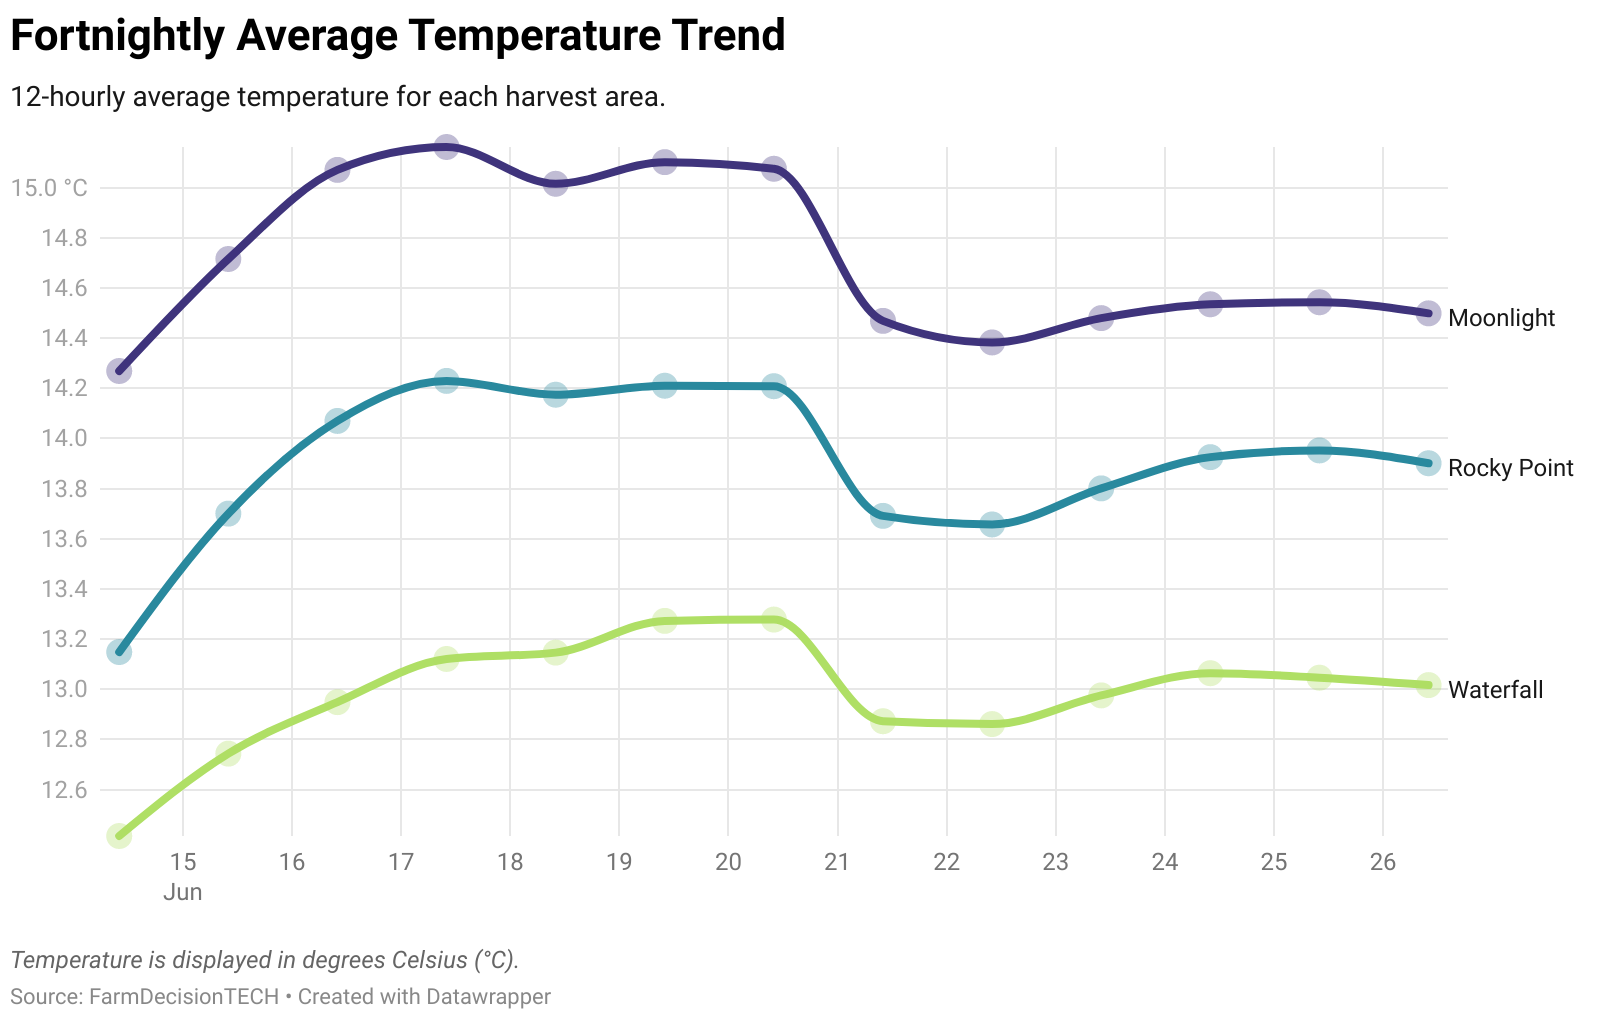 Fortnightly Average Temperature Trend
12-hourly average temperature for each harvest area.
15.0 °C
14.8
14.6
14.4
14.2
14.0
13.8
13.6
13.4
13.2
13.0
12.8
12.6
Moonlight
Rocky Point
Waterfall
15 16 17 18 19 20 21 22 23 24 25 26
Jun
Temperature is displayed in degrees Celsius (°C).
Source: FarmDecisionTECH • Created with Datawrapper